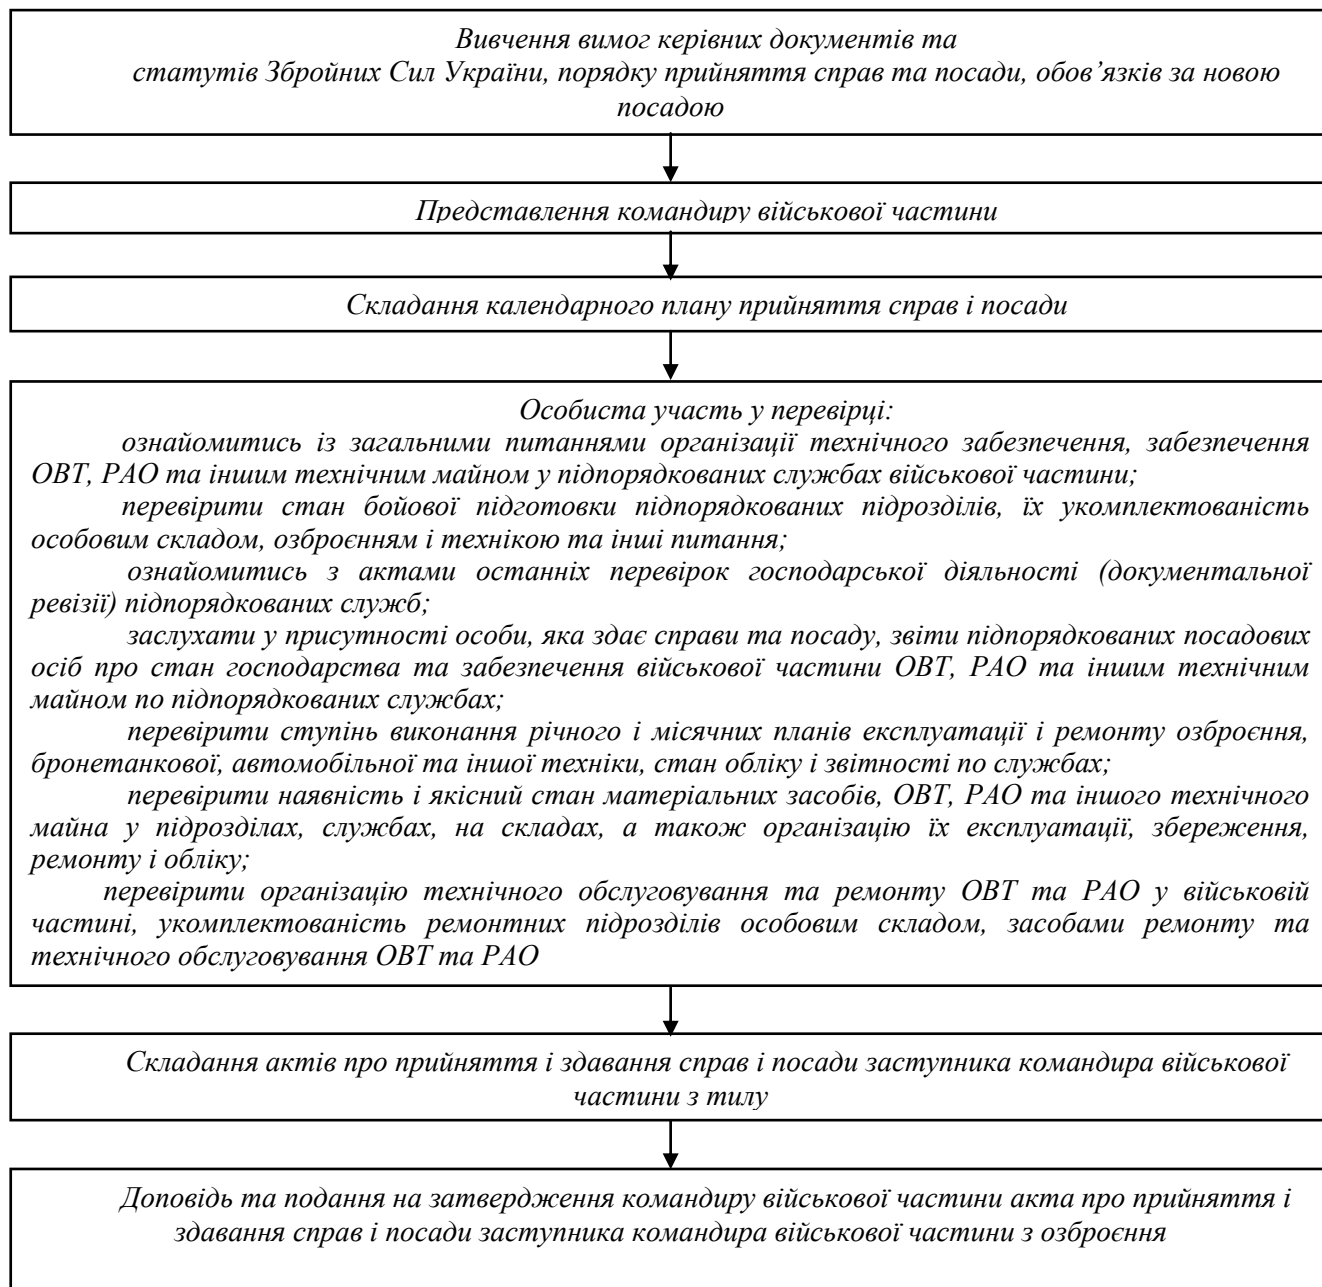 Вивчення вимог керівних документів та
статутів Збройних Сил України, порядку прийняття справ та посади, обов’язків за новою
посадою
Представлення командиру військової частини
Складання календарного плану прийняття справ і посади
Особиста участь у перевірці:
ознайомитись із загальними питаннями організації технічного забезпечення, забезпечення
ОВТ, РАО та іншим технічним майном у підпорядкованих службах військової частини;
перевірити стан бойової підготовки підпорядкованих підрозділів, їх укомплектованість
особовим складом, озброєнням і технікою та інші питання;
ознайомитись з актами останніх перевірок господарської діяльності (документальної
ревізії) підпорядкованих служб;
заслухати у присутності особи, яка здає справи та посаду, звіти підпорядкованих посадових
осіб про стан господарства та забезпечення військової частини ОВТ, РАО та іншим технічним
майном по підпорядкованих службах;
перевірити ступінь виконання річного і місячних планів експлуатації і ремонту озброєння,
бронетанкової, автомобільної та іншої техніки, стан обліку і звітності по службах;
перевірити наявність і якісний стан матеріальних засобів, ОВТ, РАО та іншого технічного
майна у підрозділах, службах, на складах, а також організацію їх експлуатації, збереження,
ремонту і обліку;
перевірити організацію технічного обслуговування та ремонту ОВТ та РАО у військовій
частині, укомплектованість ремонтних підрозділів особовим складом, засобами ремонту та
технічного обслуговування ОВТ та РАО
Складання актів про прийняття і здавання справ і посади заступника командира військової
частини з тилу
Доповідь та подання на затвердження командиру військової частини акта про прийняття і
здавання справ і посади заступника командира військової частини з озброєння